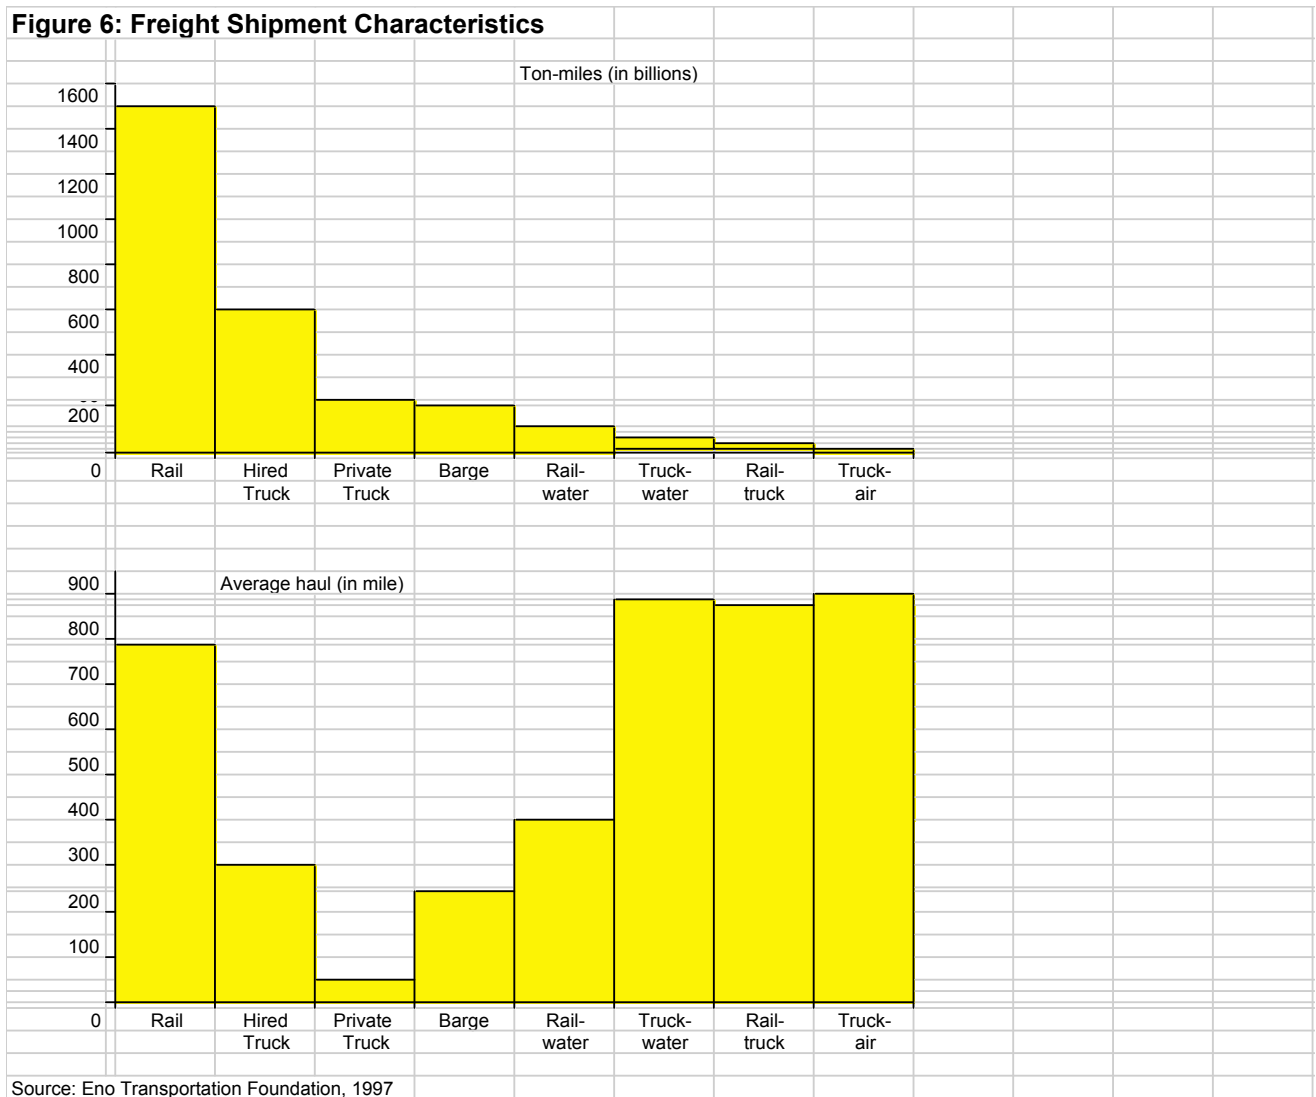 Figure 6: Freight Shipment Characteristics
Ton-miles (in billions)
1600
1400
1200
1000
800
600
400
200
0 Rail Hired Private Barge Rail- Truck- Rail- Truck-
Truck Truck water water truck air
900 Average haul (in mile)
800
700
600
500
400
300
200
100
0 Rail Hired Private Barge Rail- Truck- Rail- Truck-
Truck Truck water water truck air
Source: Eno Transportation Foundation, 1997